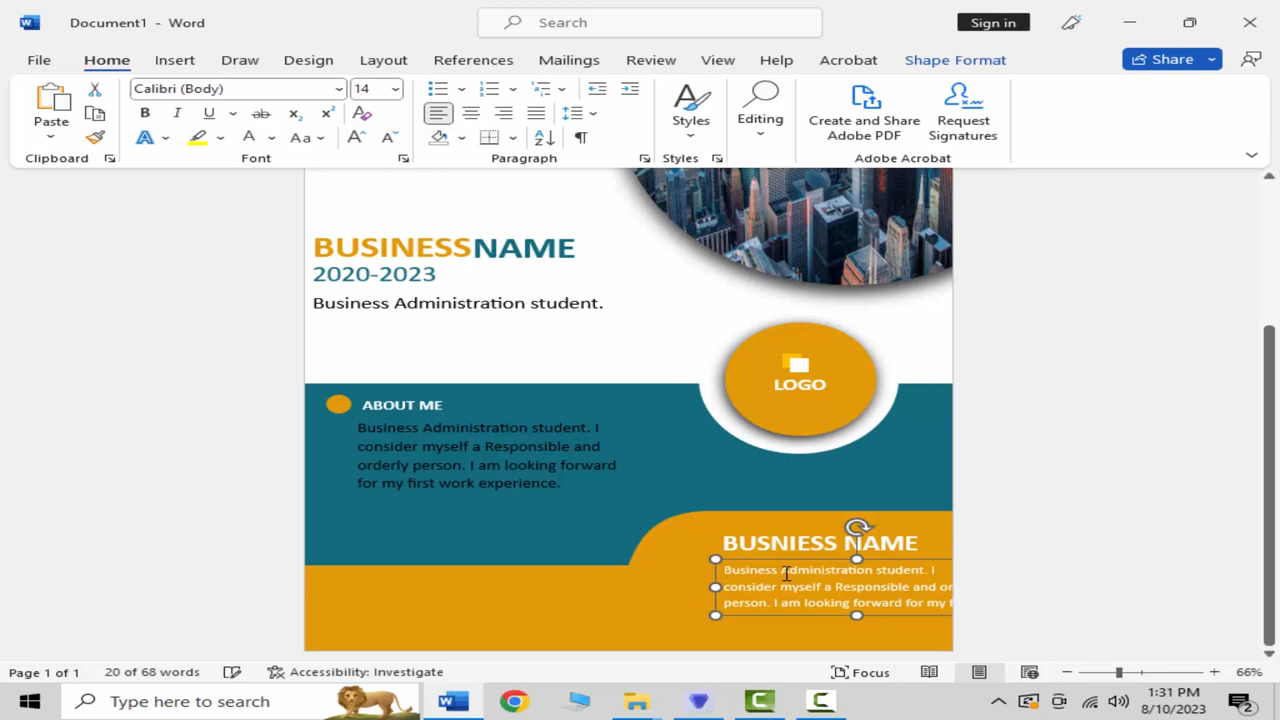 Document1 - Word
Search
Sign in
File Home Insert Draw Design Layout References Mailings Review View Help Acrobat Shape Format
Share
Calibri (Body) 14
Paste
Styles
Editing
Create and Share Adobe PDF
Request Signatures
Clipboard
Font
Paragraph
Styles
Adobe Acrobat
BUSINESSNAME
2020-2023
Business Administration student.
LOGO
ABOUT ME
Business Administration student. I
consider myself a Responsible and
orderly person. I am looking forward
for my first work experience.
BUSNIESS NAME
Business Administration student. I
consider myself a Responsible and or
person. I am looking forward for my f
Page 1 of 1 20 of 68 words Accessibility: Investigate Focus 66%
Type here to search
1:31 PM
8/10/2023
2